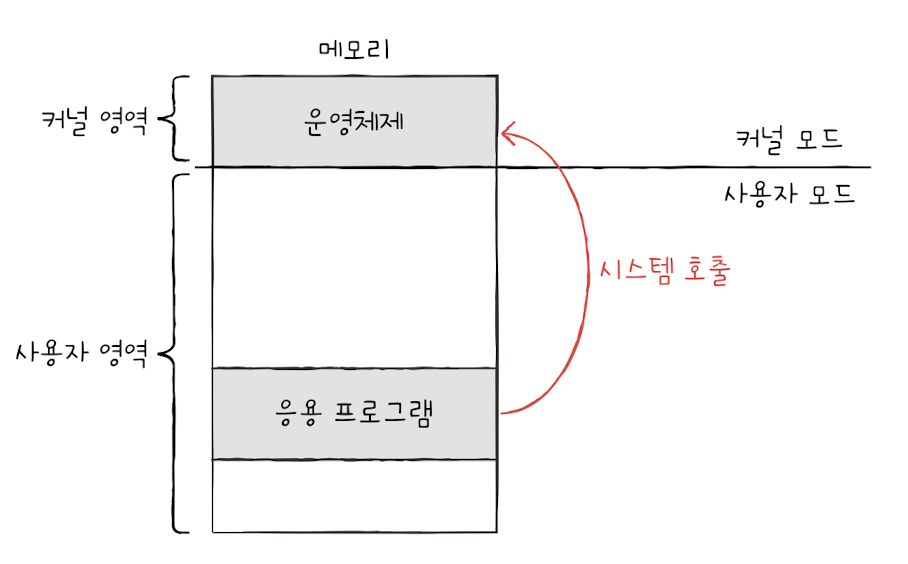 메모리
커널 영역
운영체제
커널 모드
사용자 모드
시스템 호출
사용자 영역
응용 프로그램